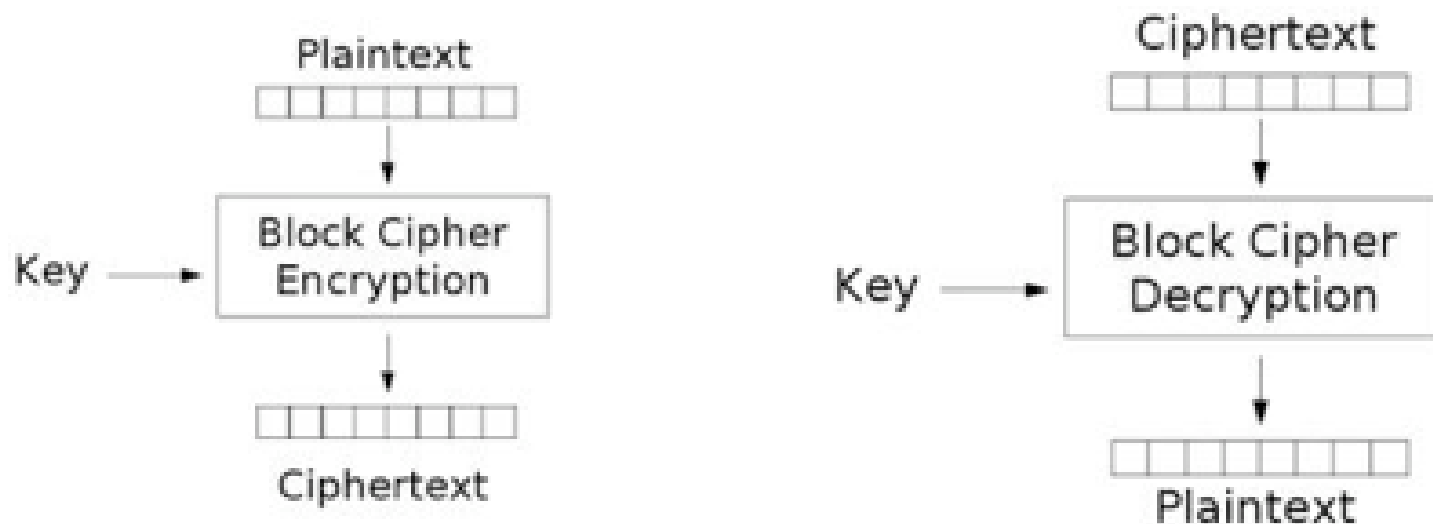 Plaintext
Key
Block Cipher
Encryption
Ciphertext
Ciphertext
Key
Block Cipher
Decryption
Plaintext